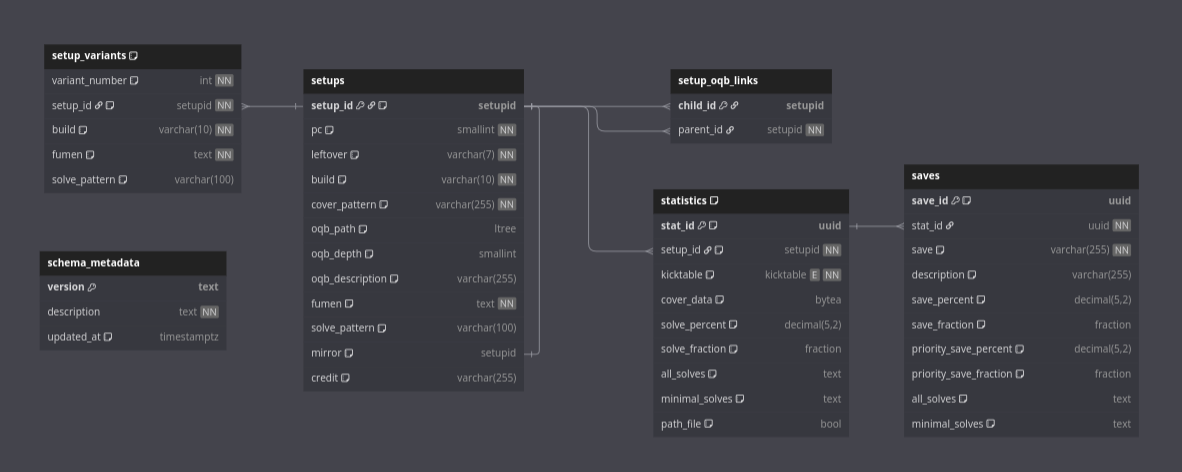 setup_variants
variant_number int NN
setup_id setupid NN
build varchar(10) NN
fumen text NN
solve_pattern varchar(100)
schema_metadata
version text
description text NN
updated_at timestamptz
setups
setup_id setupid
pc smallint NN
leftover varchar(7) NN
build varchar(10) NN
cover_pattern varchar(255) NN
oqb_path ltree
oqb_depth smallint
oqb_description varchar(255)
fumen text NN
solve_pattern varchar(100)
mirror setupid
credit varchar(255)
setup_oqb_links
child_id setupid
parent_id setupid NN
statistics
stat_id uuid
setup_id setupid NN
kicktable kicktable E NN
cover_data bytea
solve_percent decimal(5,2)
solve_fraction fraction
all_solves text
minimal_solves text
path_file bool
saves
save_id uuid
stat_id uuid NN
save varchar(255) NN
description varchar(255)
save_percent decimal(5,2)
save_fraction fraction
priority_save_percent decimal(5,2)
priority_save_fraction fraction
all_solves text
minimal_solves text